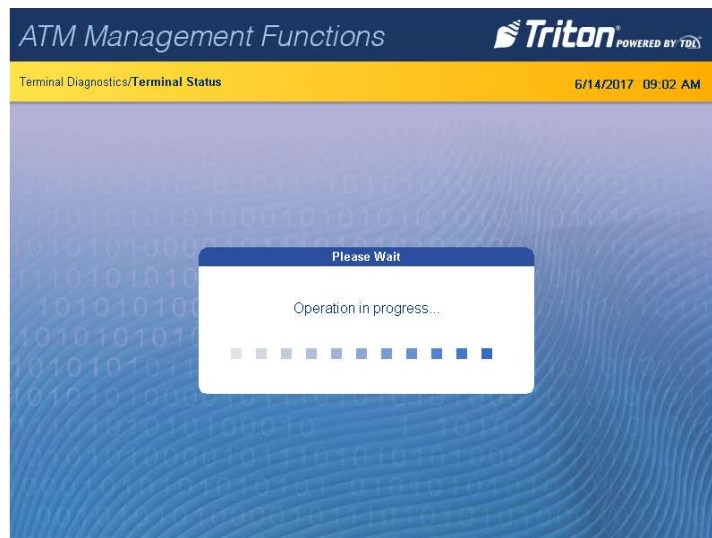 ATM Management Functions
Triton POWERED BY TDL
Terminal Diagnostics/Terminal Status
6/14/2017 09:02 AM
Please Wait
Operation in progress...